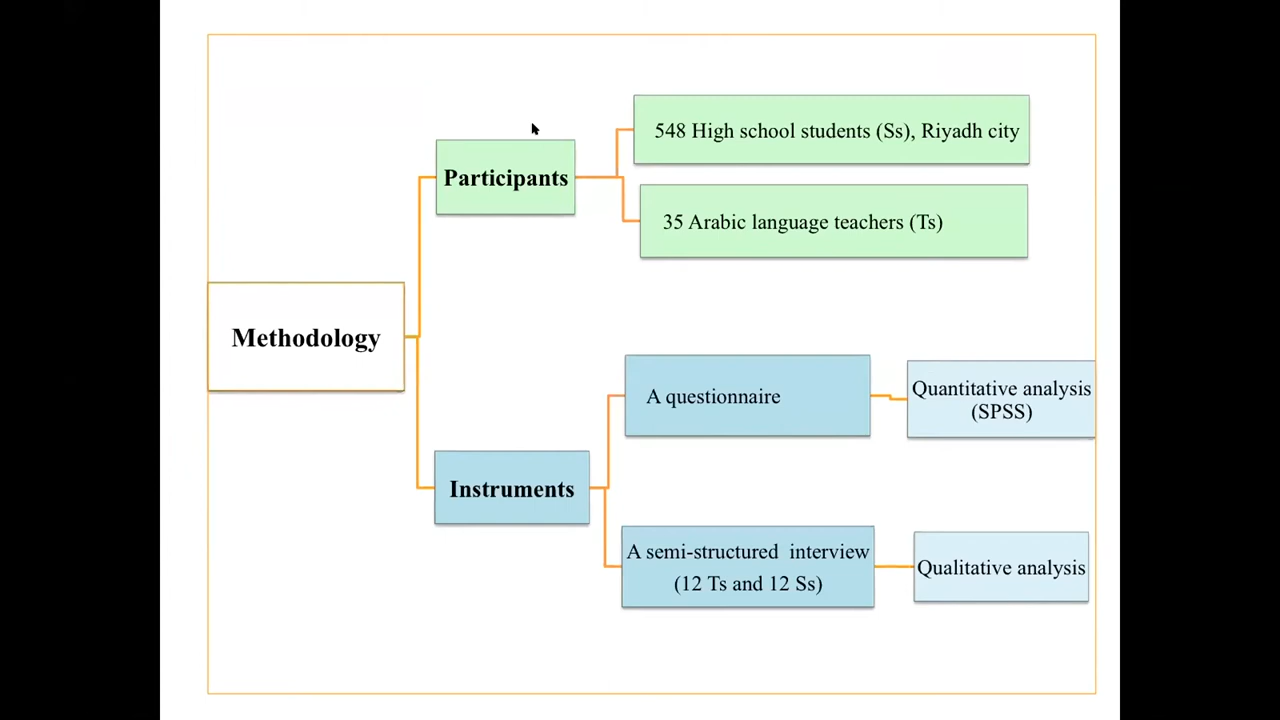 548 High school students (Ss), Riyadh city
Participants
35 Arabic language teachers (Ts)
Methodology
A questionnaire
Quantitative analysis
(SPSS)
Instruments
A semi-structured interview
(12 Ts and 12 Ss)
Qualitative analysis